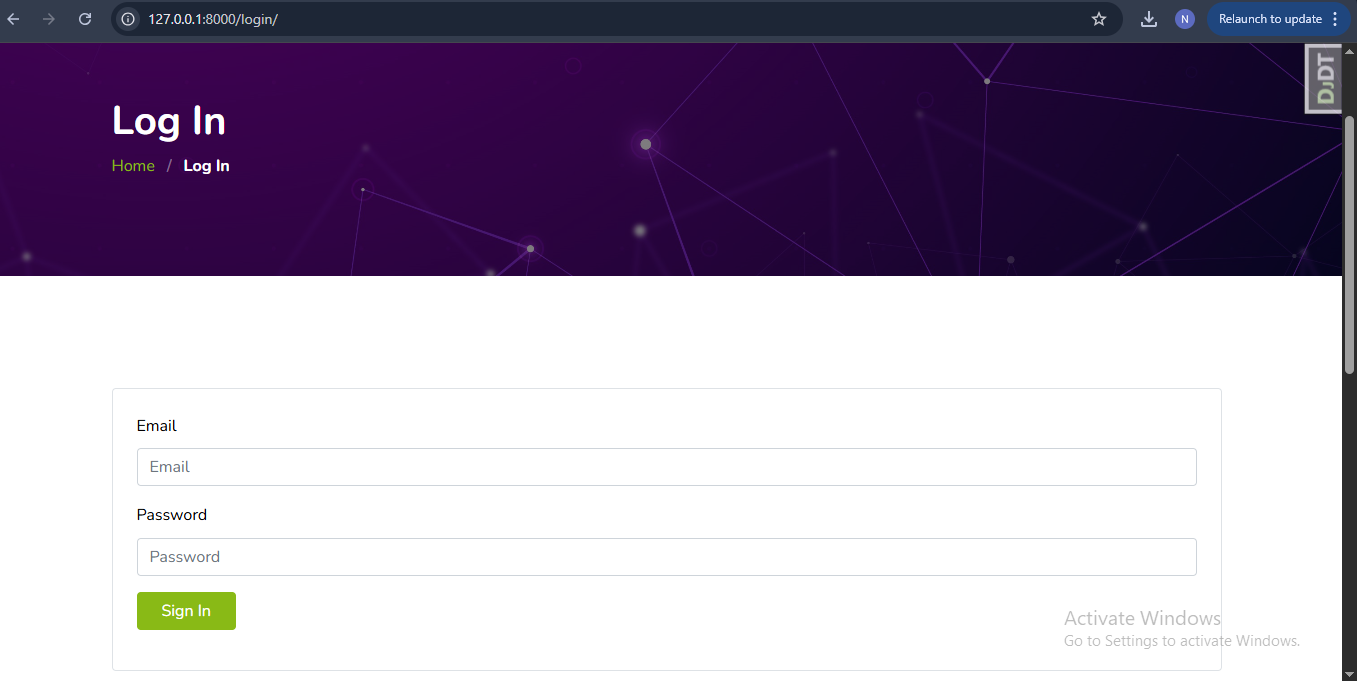 127.0.0.1:8000/login/
N
Relaunch to update
DJDT
Log In
Home / Log In
Email
Email
Password
Password
Sign In
Activate Windows
Go to Settings to activate Windows.